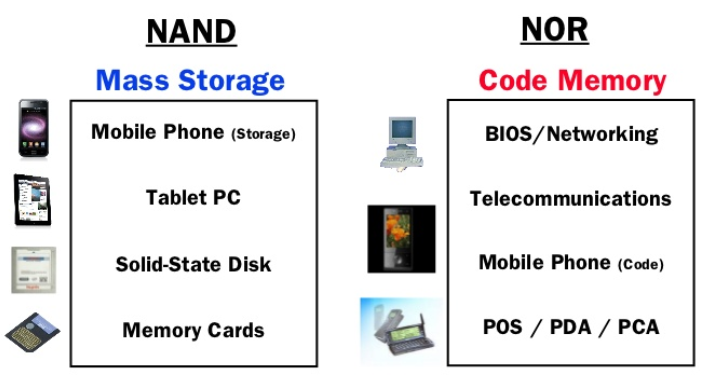 NAND
Mass Storage
Mobile Phone (Storage)
Tablet PC
Solid-State Disk
Memory Cards
NOR
Code Memory
BIOS/Networking
Telecommunications
Mobile Phone (Code)
POS / PDA / PCA